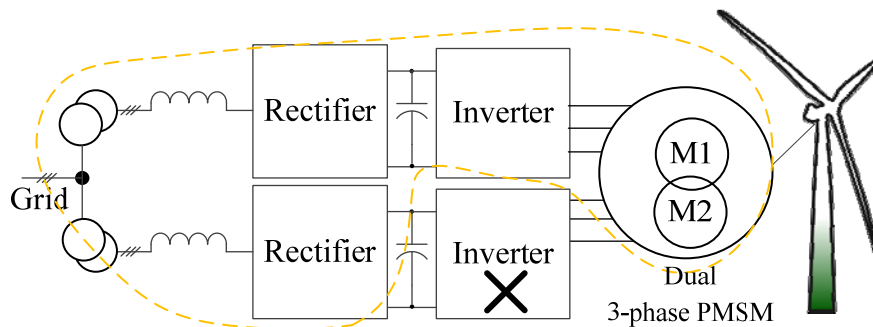 Rectifier
Inverter
M1
Grid
M2
Rectifier
Inverter
Dual
3-phase PMSM